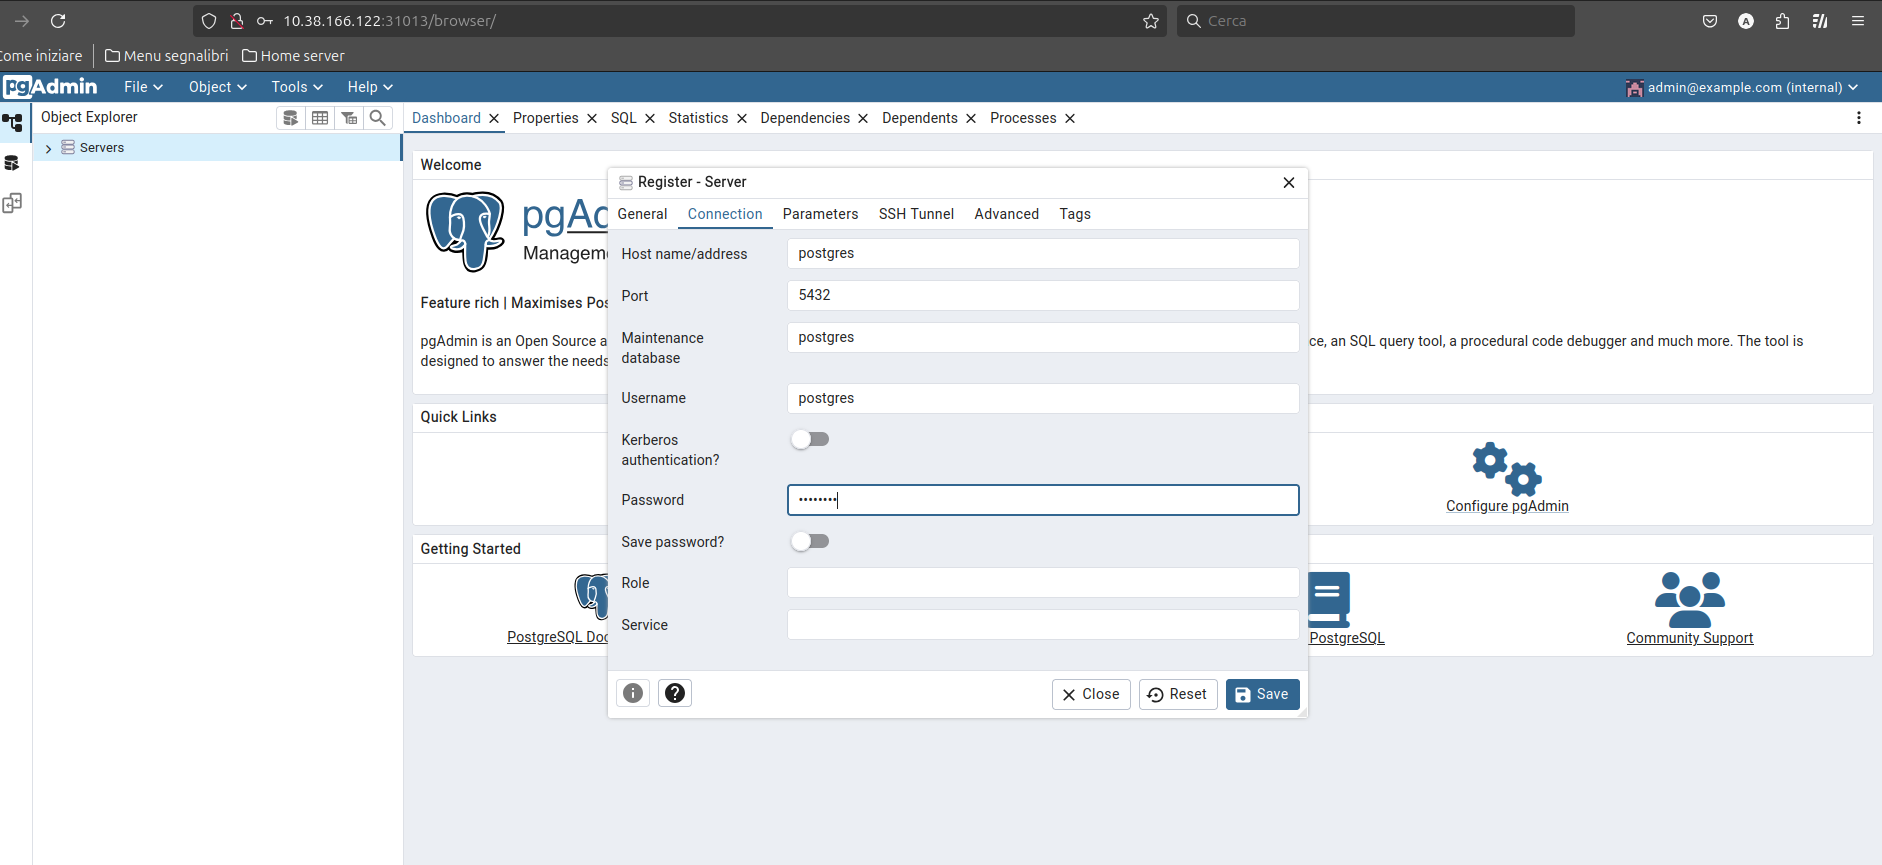 10.38.166.122:31013/browser/
Cerca
A
Come iniziare
Menu segnalibri
Home server
pgAdmin
File
Object
Tools
Help
admin@example.com (internal)
Object Explorer
Dashboard
Properties
SQL
Statistics
Dependencies
Dependents
Processes
Servers
Welcome
pgAd
Managem
Feature rich | Maximises Pos
pgAdmin is an Open Source a
ce, an SQL query tool, a procedural code debugger and much more. The tool is
designed to answer the needs
Quick Links
Configure pgAdmin
Getting Started
PostgreSQL Doc
PostgreSQL
Community Support
Register - Server
General
Connection
Parameters
SSH Tunnel
Advanced
Tags
Host name/address
postgres
Port
5432
Maintenance
database
postgres
Username
postgres
Kerberos
authentication?
Password
••••••••
Save password?
Role
Service
Close
Reset
Save